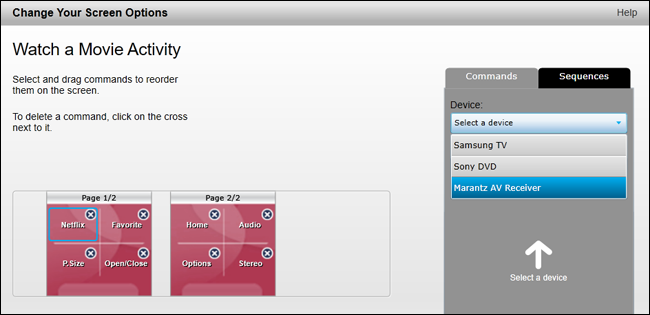 Change Your Screen Options
Help
Watch a Movie Activity
Select and drag commands to reorder
them on the screen.
To delete a command, click on the cross
next to it.
Page 1/2
Netflix
Favorite
P.Size
Open/Close
Page 2/2
Home
Audio
Options
Stereo
Commands
Sequences
Device:
Select a device
Samsung TV
Sony DVD
Marantz AV Receiver
Select a device